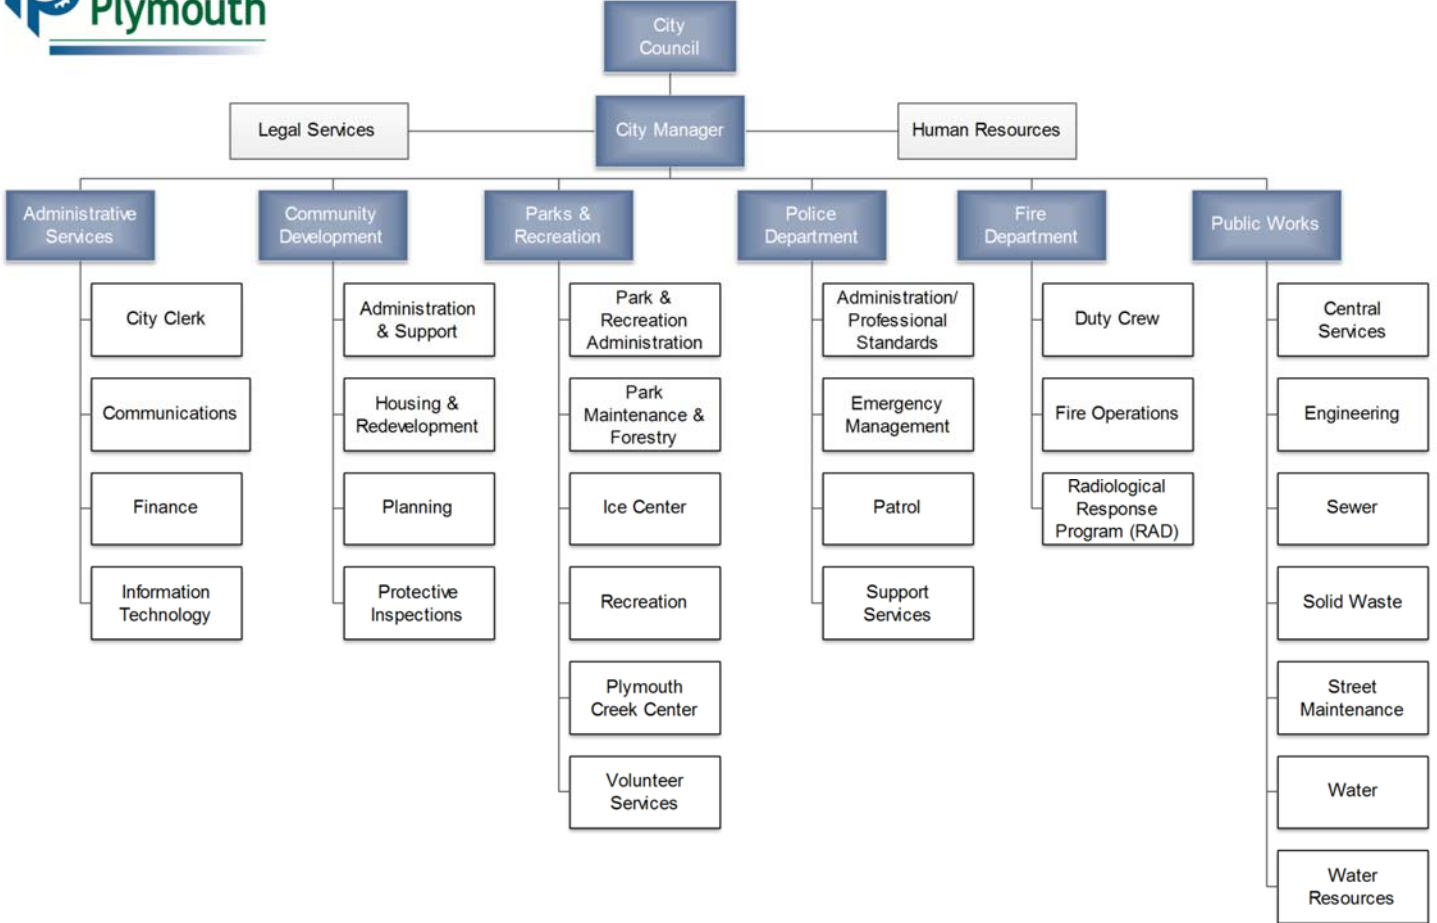 Plymouth
City
Council
Legal Services
City Manager
Human Resources
Administrative
Services
Community
Development
Parks &
Recreation
Police
Department
Fire
Department
Public Works
City Clerk
Communications
Finance
Information
Technology
Administration
& Support
Housing &
Redevelopment
Planning
Protective
Inspections
Park &
Recreation
Administration
Park
Maintenance &
Forestry
Ice Center
Recreation
Plymouth
Creek Center
Volunteer
Services
Administration/
Professional
Standards
Emergency
Management
Patrol
Support
Services
Duty Crew
Fire Operations
Radiological
Response
Program (RAD)
Central
Services
Engineering
Sewer
Solid Waste
Street
Maintenance
Water
Water
Resources